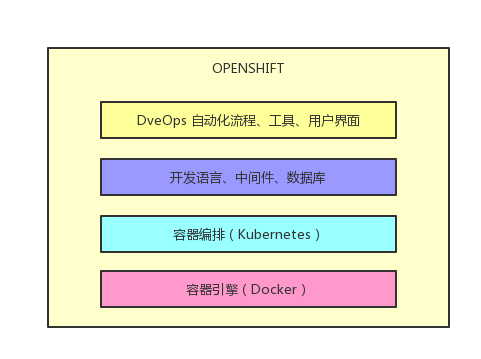 OPENSHIFT
DveOps 自动化流程、工具、用户界面
开发语言、中间件、数据库
容器编排 ( Kubernetes )
容器引擎 ( Docker )